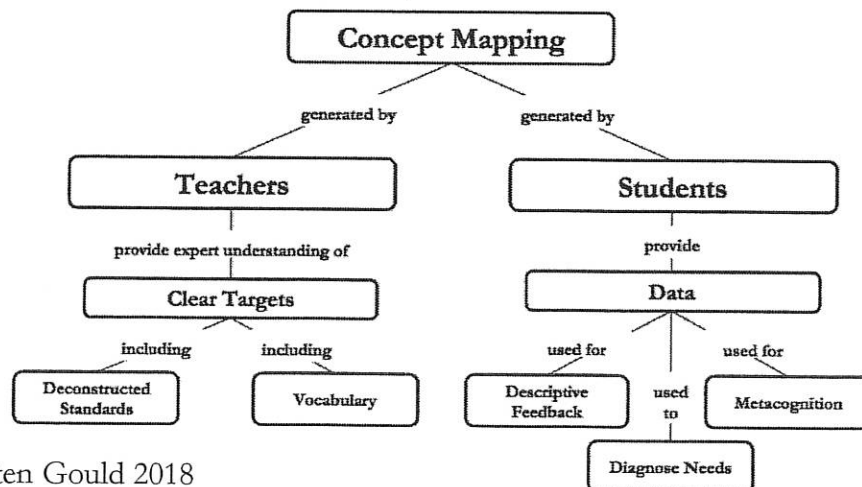 Concept Mapping
generated by
generated by
Teachers
Students
provide expert understanding of
provide
Clear Targets
Data
including
including
used for
used for
Deconstructed
Standards
Vocabulary
Descriptive
Feedback
used
to
Metacognition
Diagnose Needs
Gould 2018